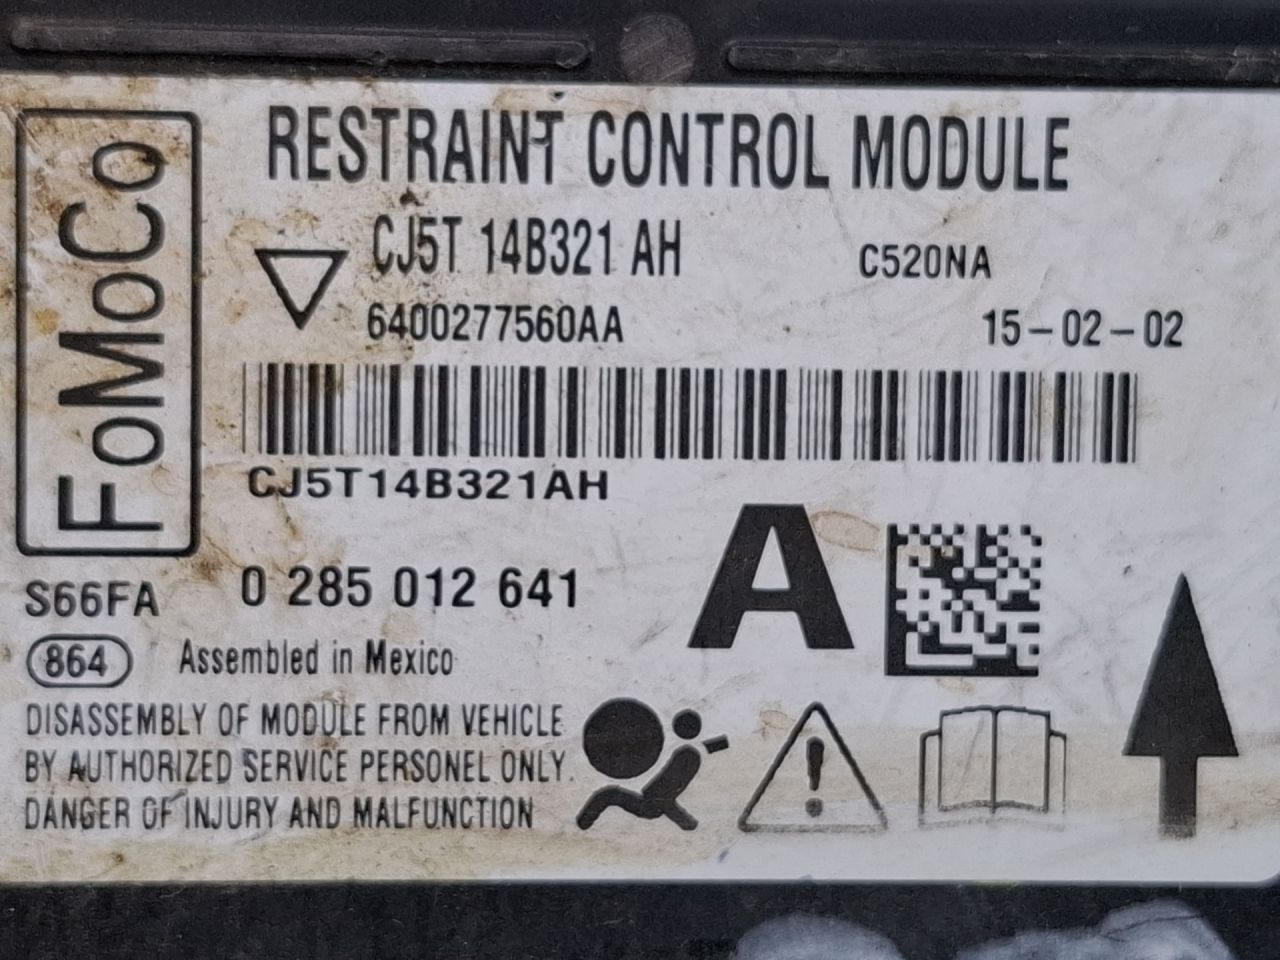 FoMoCo
RESTRAINT CONTROL MODULE
CJ5T 14B321 AH
C520NA
6400277560AA
15-02-02
CJ5T14B321AH
A
S66FA
0 285 012 641
864
Assembled in Mexico
DISASSEMBLY OF MODULE FROM VEHICLE
BY AUTHORIZED SERVICE PERSONEL ONLY.
DANGER OF INJURY AND MALFUNCTION